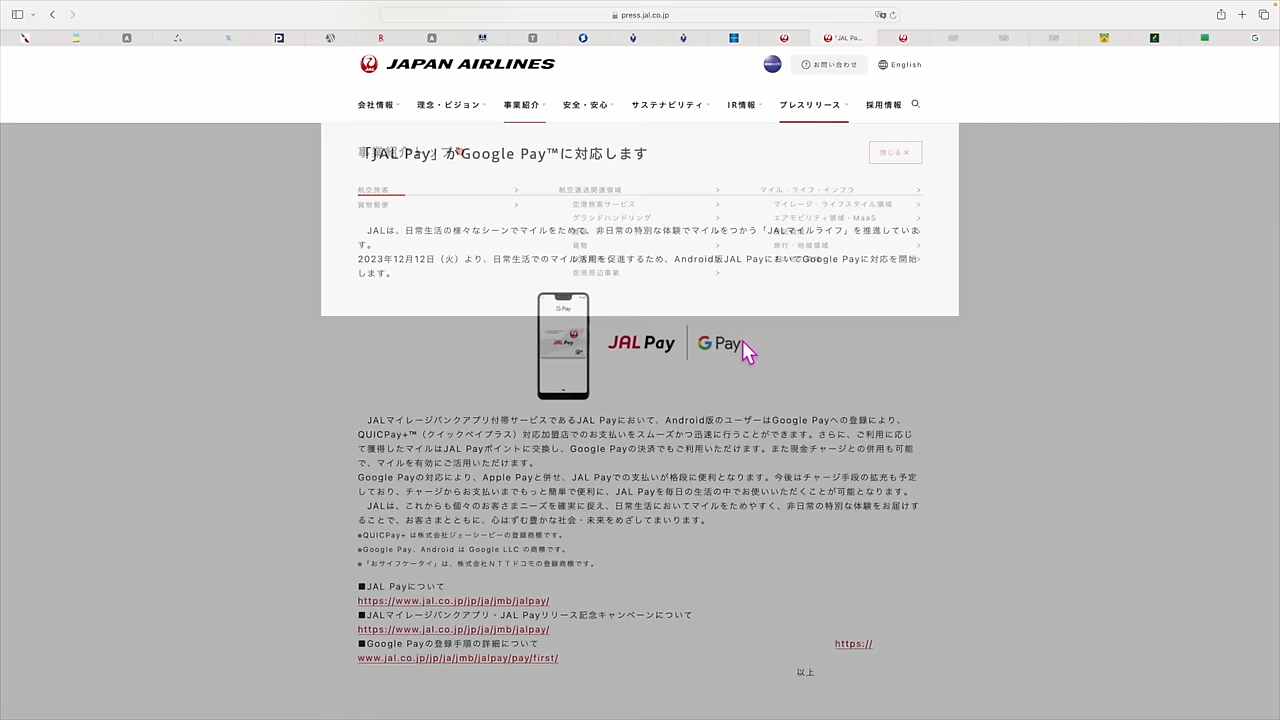 press.jal.co.jp
「JAL Pa...
JAPAN AIRLINES
お問い合わせ
English
会社情報
理念・ビジョン
事業紹介
安全・安心
サステナビリティ
IR情報
プレスリリース
採用情報
「JAL Pay」がGoogle Pay™に対応します
閉じる×
航空旅客
航空運送関連領域
マイル・ライフ・インフラ
貨物郵便
空港旅客サービス
マイレージ・ライフスタイル領域
グランドハンドリング
エアモビリティ領域・MaaS
JALは、日常生活の様々なシーンでマイルをためて、非日常の特別な体験でマイルをつかう「JALマイルライフ」を推進していま
す。
貨物
旅行・地域領域
2023年12月12日（火）より、日常生活でのマイル活用を促進するため、Android版JAL PayにおいてGoogle Payに対応を開始
します。
空港周辺事業
G Pay
JAL Pay
JAL Pay
G Pay
JALマイレージバンクアプリ付帯サービスであるJAL Payにおいて、Android版のユーザーはGoogle Payへの登録により、
QUICPay+™（クイックペイプラス）対応加盟店でのお支払いをスムーズかつ迅速に行うことができます。さらに、ご利用に応じ
て獲得したマイルはJAL Payポイントに交換し、Google Payの決済でもご利用いただけます。また現金チャージとの併用も可能
で、マイルを有効にご活用いただけます。
Google Payの対応により、Apple Payと併せ、JAL Payでの支払いが格段に便利となります。今後はチャージ手段の拡充も予定
しており、チャージからお支払いまでもっと簡単で便利に、JAL Payを毎日の生活の中でお使いいただくことが可能となります。
JALは、これからも個々のお客さまニーズを確実に捉え、日常生活においてマイルをためやすく、非日常の特別な体験をお届けす
ることで、お客さまとともに、心はずむ豊かな社会・未来をめざしてまいります。
※QUICPay+ は株式会社ジェーシービーの登録商標です。
※Google Pay、Android は Google LLC の商標です。
※「おサイフケータイ」は、株式会社ＮＴＴドコモの登録商標です。
■JAL Payについて
https://www.jal.co.jp/jp/ja/jmb/jalpay/
■JALマイレージバンクアプリ・JAL Payリリース記念キャンペーンについて
https://www.jal.co.jp/jp/ja/jmb/jalpay/
■Google Payの登録手順の詳細について https://
www.jal.co.jp/jp/ja/jmb/jalpay/pay/first/
以上